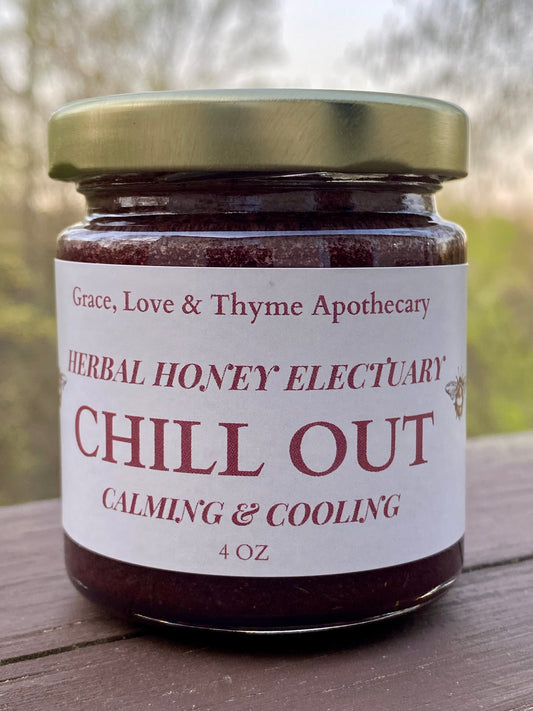 Grace, Love & Thyme Apothecary
HERBAL HONEY ELECTUARY
CHILL OUT
CALMING & COOLING
4 OZ